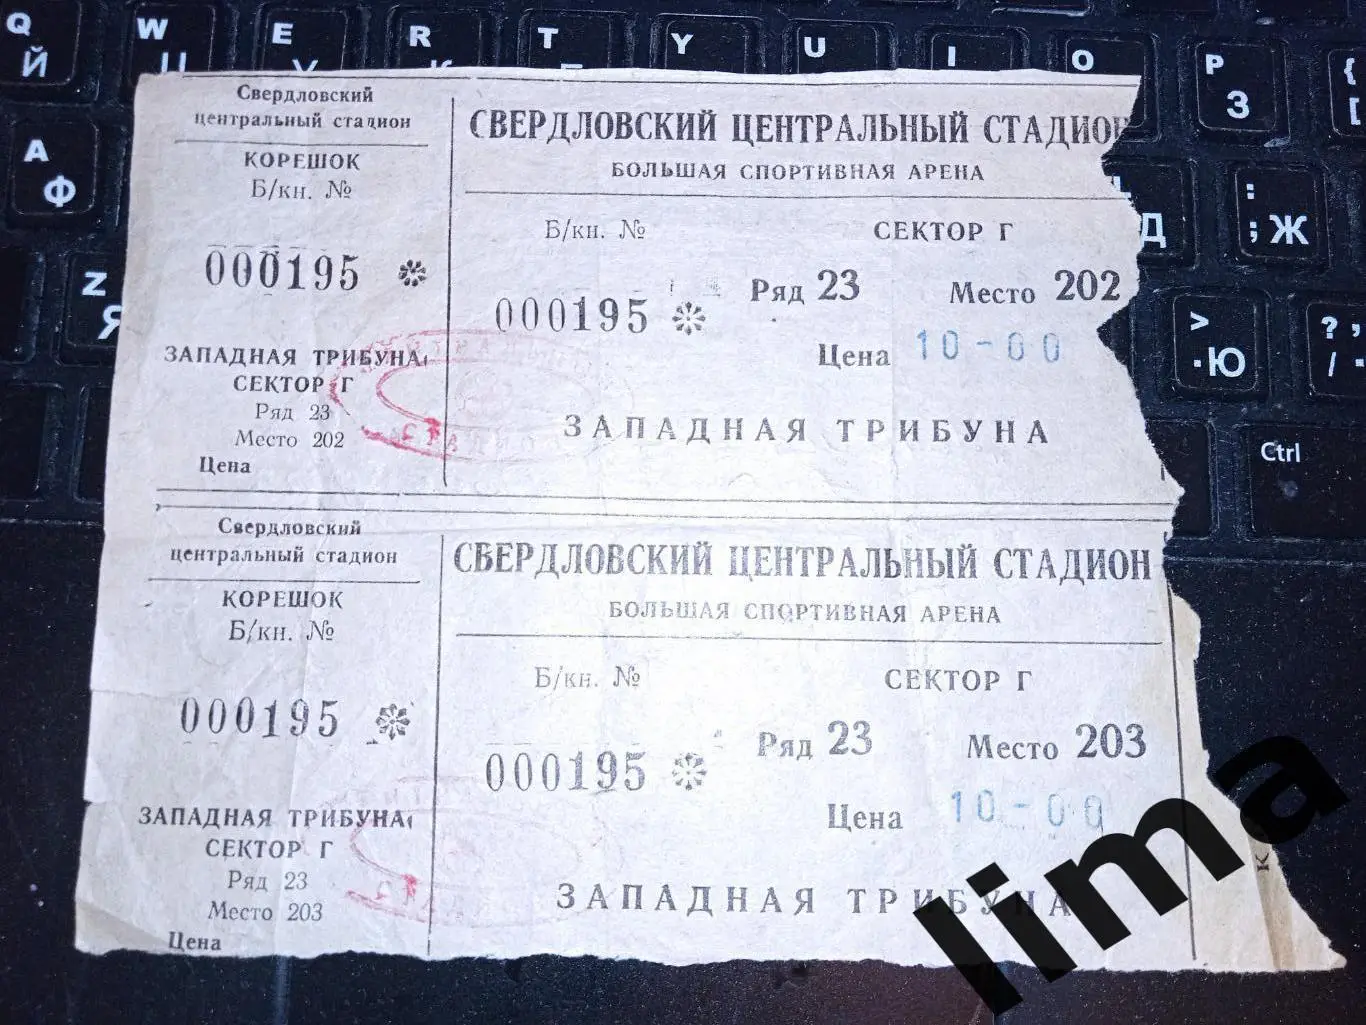 Q W E R T Y U I O P {
Й З [
А Ф Д : ; Ж
Z Я > . Ю ? , / .
Ctrl
Свердловский
центральный стадион
КОРЕШОК
Б/кн. №
000195
ЗАПАДНАЯ ТРИБУНА
СЕКТОР Г
Ряд 23
Место 202
Цена
СВЕРДЛОВСКИЙ ЦЕНТРАЛЬНЫЙ СТАДИОН
БОЛЬШАЯ СПОРТИВНАЯ АРЕНА
Б/кн. № СЕКТОР Г
000195 Ряд 23 Место 202
Цена 10-00
ЗАПАДНАЯ ТРИБУНА
Свердловский
центральный стадион
КОРЕШОК
Б/кн. №
000195
ЗАПАДНАЯ ТРИБУНА
СЕКТОР Г
Ряд 23
Место 203
Цена
СВЕРДЛОВСКИЙ ЦЕНТРАЛЬНЫЙ СТАДИОН
БОЛЬШАЯ СПОРТИВНАЯ АРЕНА
Б/кн. № СЕКТОР Г
000195 Ряд 23 Место 203
Цена 10-00
ЗАПАДНАЯ ТРИБУНА
К
lima